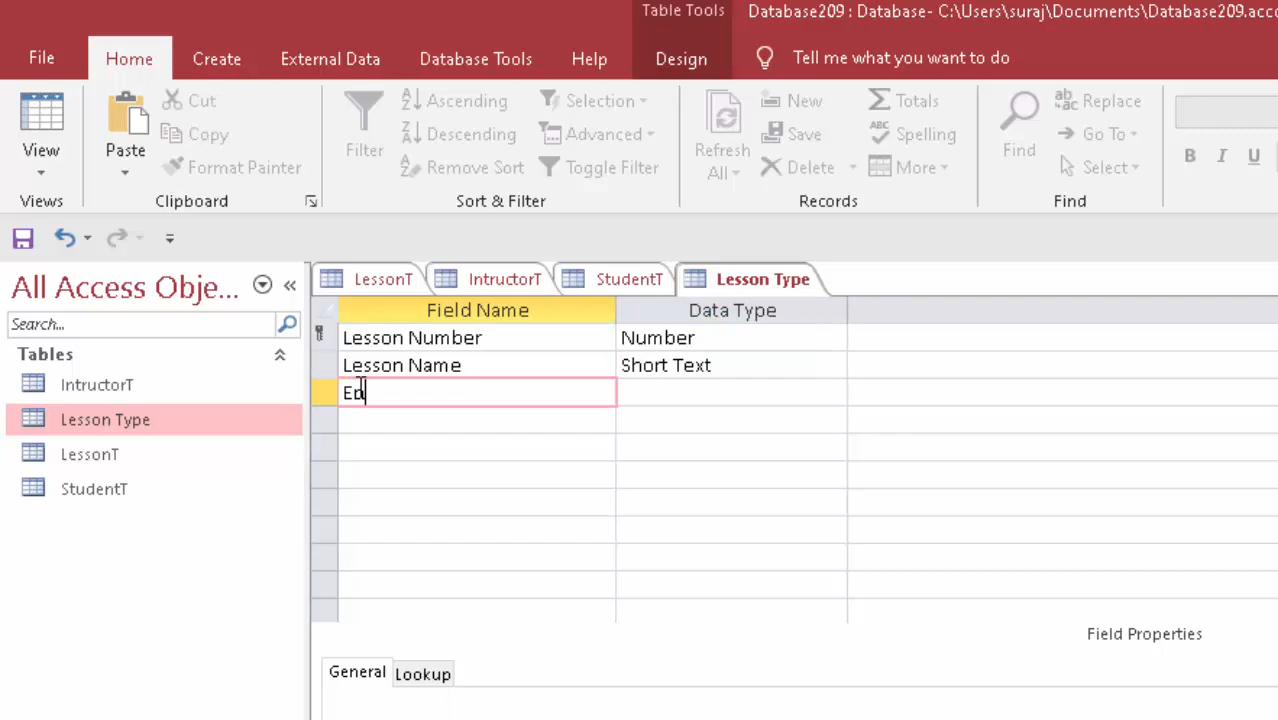 Table Tools
Database209 : Database- C:\Users\suraj\Documents\Database209.acco
File Home Create External Data Database Tools Help Design Tell me what you want to do
View
Paste
Cut
Copy
Format Painter
Filter
Ascending
Descending
Remove Sort
Selection
Advanced
Toggle Filter
Refresh
All
New
Save
Delete
Totals
Spelling
More
Find
Replace
Go To
Select
B I U
Views Clipboard Sort & Filter Records Find
All Access Obje...
Search...
Tables
IntructorT
Lesson Type
LessonT
StudentT
LessonT IntructorT StudentT Lesson Type
Field Name Data Type
Lesson Number Number
Lesson Name Short Text
En
Field Properties
General Lookup